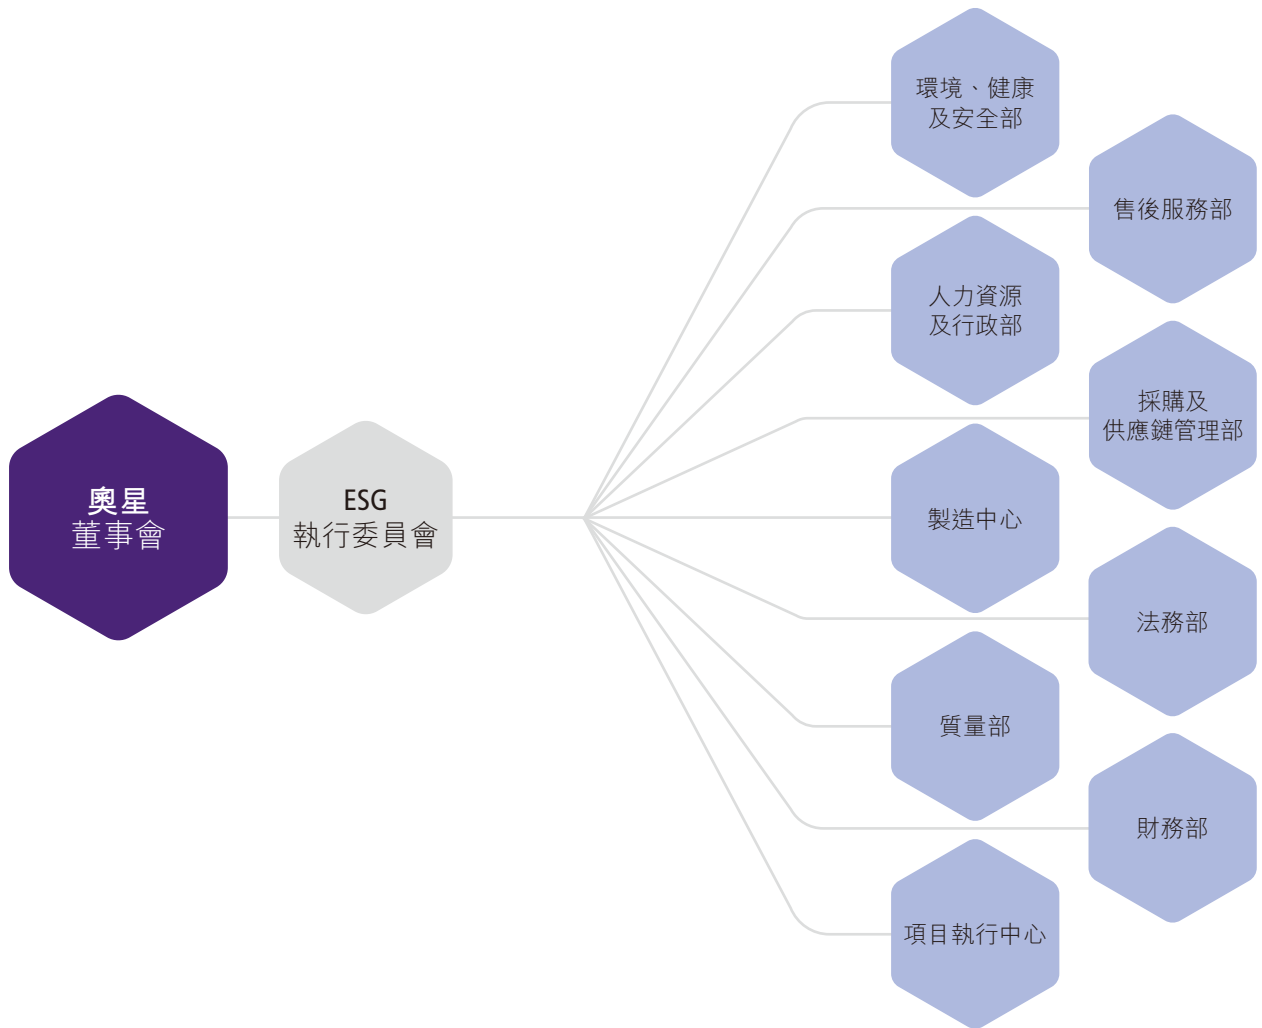 奧星
董事會
ESG
執行委員會
環境、健康
及安全部
售後服務部
人力資源
及行政部
採購及
供應鏈管理部
製造中心
法務部
質量部
財務部
項目執行中心